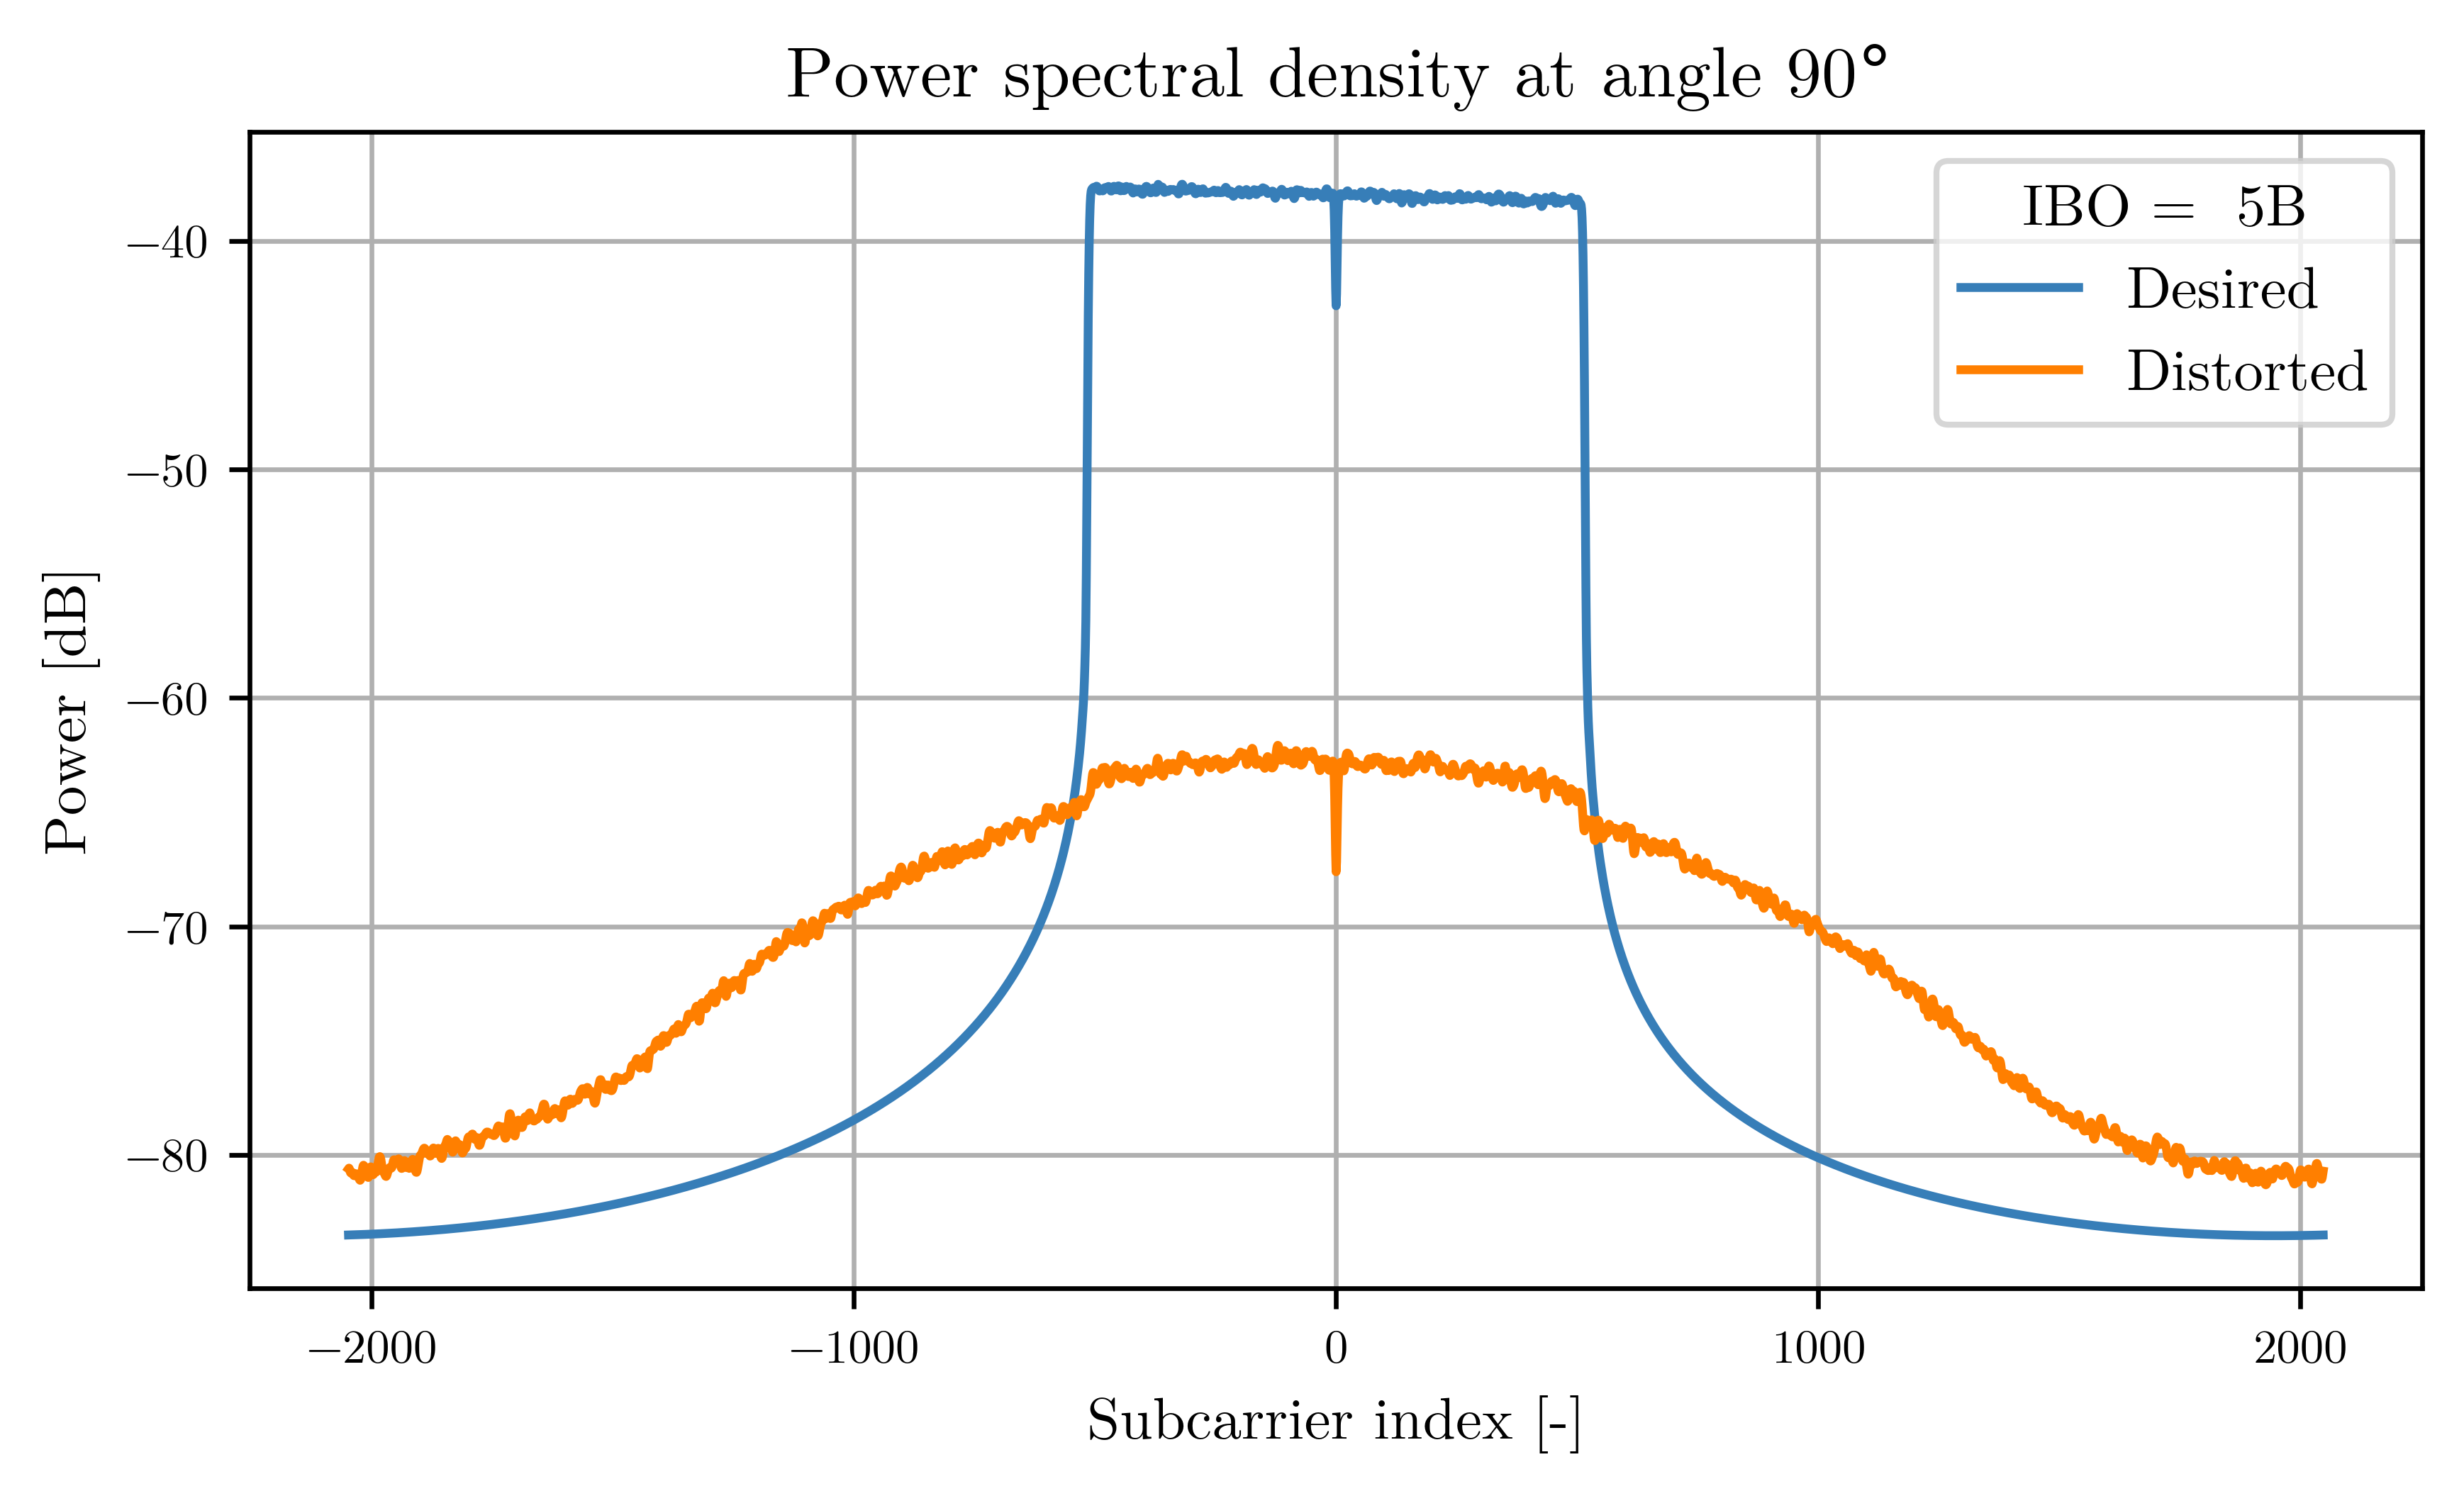 Power spectral density at angle 90°
IBO = 5B
Desired
Distorted
Power [dB]
−40
−50
−60
−70
−80
−2000
−1000
0
1000
2000
Subcarrier index [-]